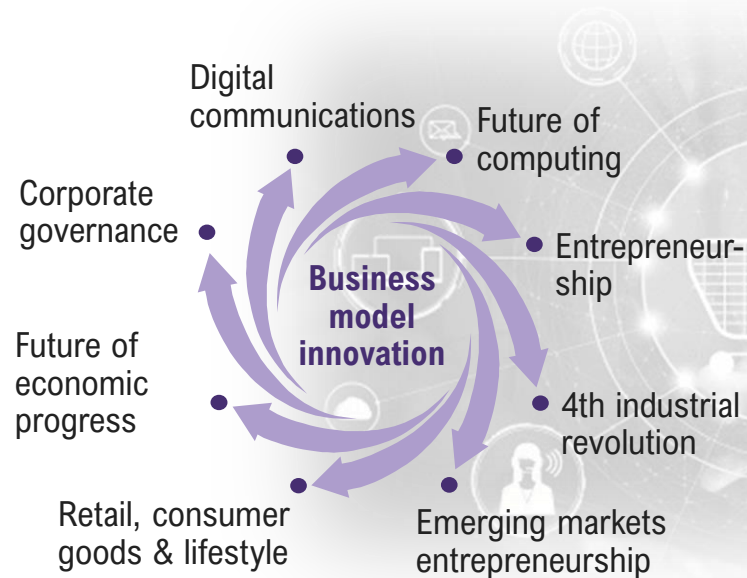 Digital
communications
Future of
computing
Corporate
governance
Entrepreneur-
ship
Business
model
innovation
Future of
economic
progress
4th industrial
revolution
Retail, consumer
goods & lifestyle
Emerging markets
entrepreneurship